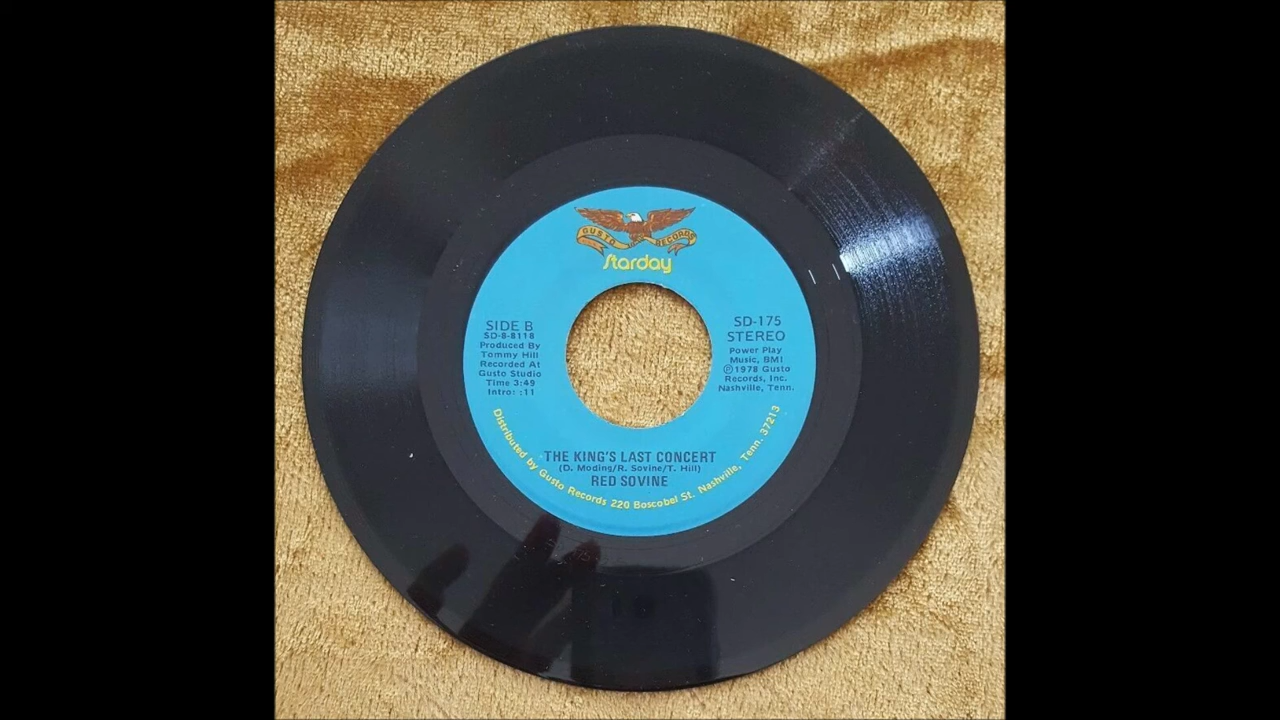 GUSTO RECORDS
Starday
SIDE B
SD-8-8118
Produced By
Tommy Hill
Recorded At
Gusto Studio
Time 3:49
Intro: :11
SD-175
STEREO
Power Play
Music, BMI
Ⓟ1978 Gusto
Records, Inc.
Nashville, Tenn.
THE KING'S LAST CONCERT
(D. Moding/R. Sovine/T. Hill)
RED SOVINE
Distributed by Gusto Records 220 Boscobel St. Nashville, Tenn. 37213